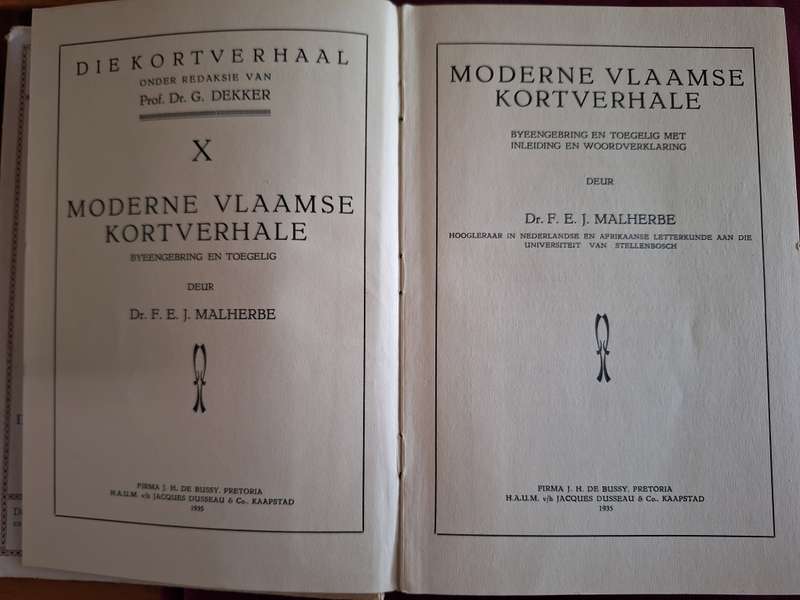 DIE KORTVERHAAL
ONDER REDAKSIE VAN
Prof. Dr. G. DEKKER
X
MODERNE VLAAMSE
KORTVERHALE
BYEENGEBRING EN TOEGELIG
DEUR
Dr. F. E. J. MALHERBE
FIRMA J. H. DE BUSSY, PRETORIA
H.A.U.M. v/h JACQUES DUSSEAU & Co., KAAPSTAD
1935
MODERNE VLAAMSE
KORTVERHALE
BYEENGEBRING EN TOEGELIG MET
INLEIDING EN WOORDVERKLARING
DEUR
Dr. F. E. J. MALHERBE
HOOGLERAAR IN NEDERLANDSE EN AFRIKAANSE LETTERKUNDE AAN DIE
UNIVERSITEIT VAN STELLENBOSCH
FIRMA J. H. DE BUSSY, PRETORIA
H.A.U.M. v/h JACQUES DUSSEAU & Co., KAAPSTAD
1935